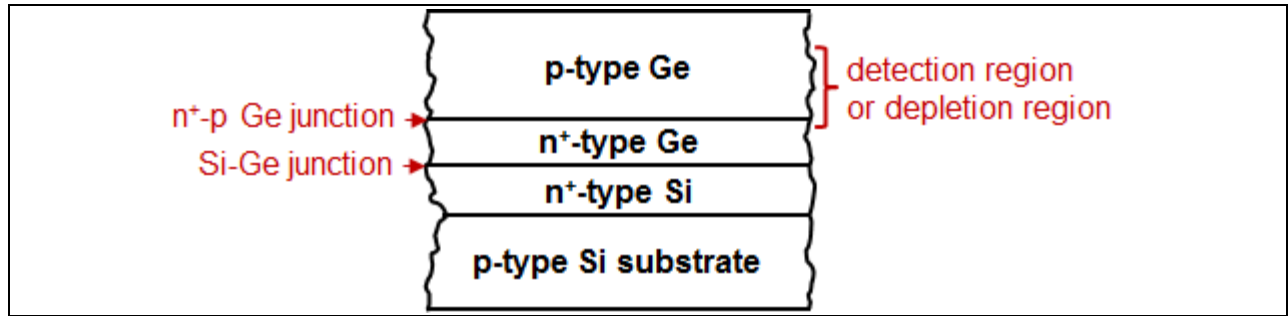 p-type Ge
detection region
or depletion region
n⁺-p Ge junction
n⁺-type Ge
Si-Ge junction
n⁺-type Si
p-type Si substrate